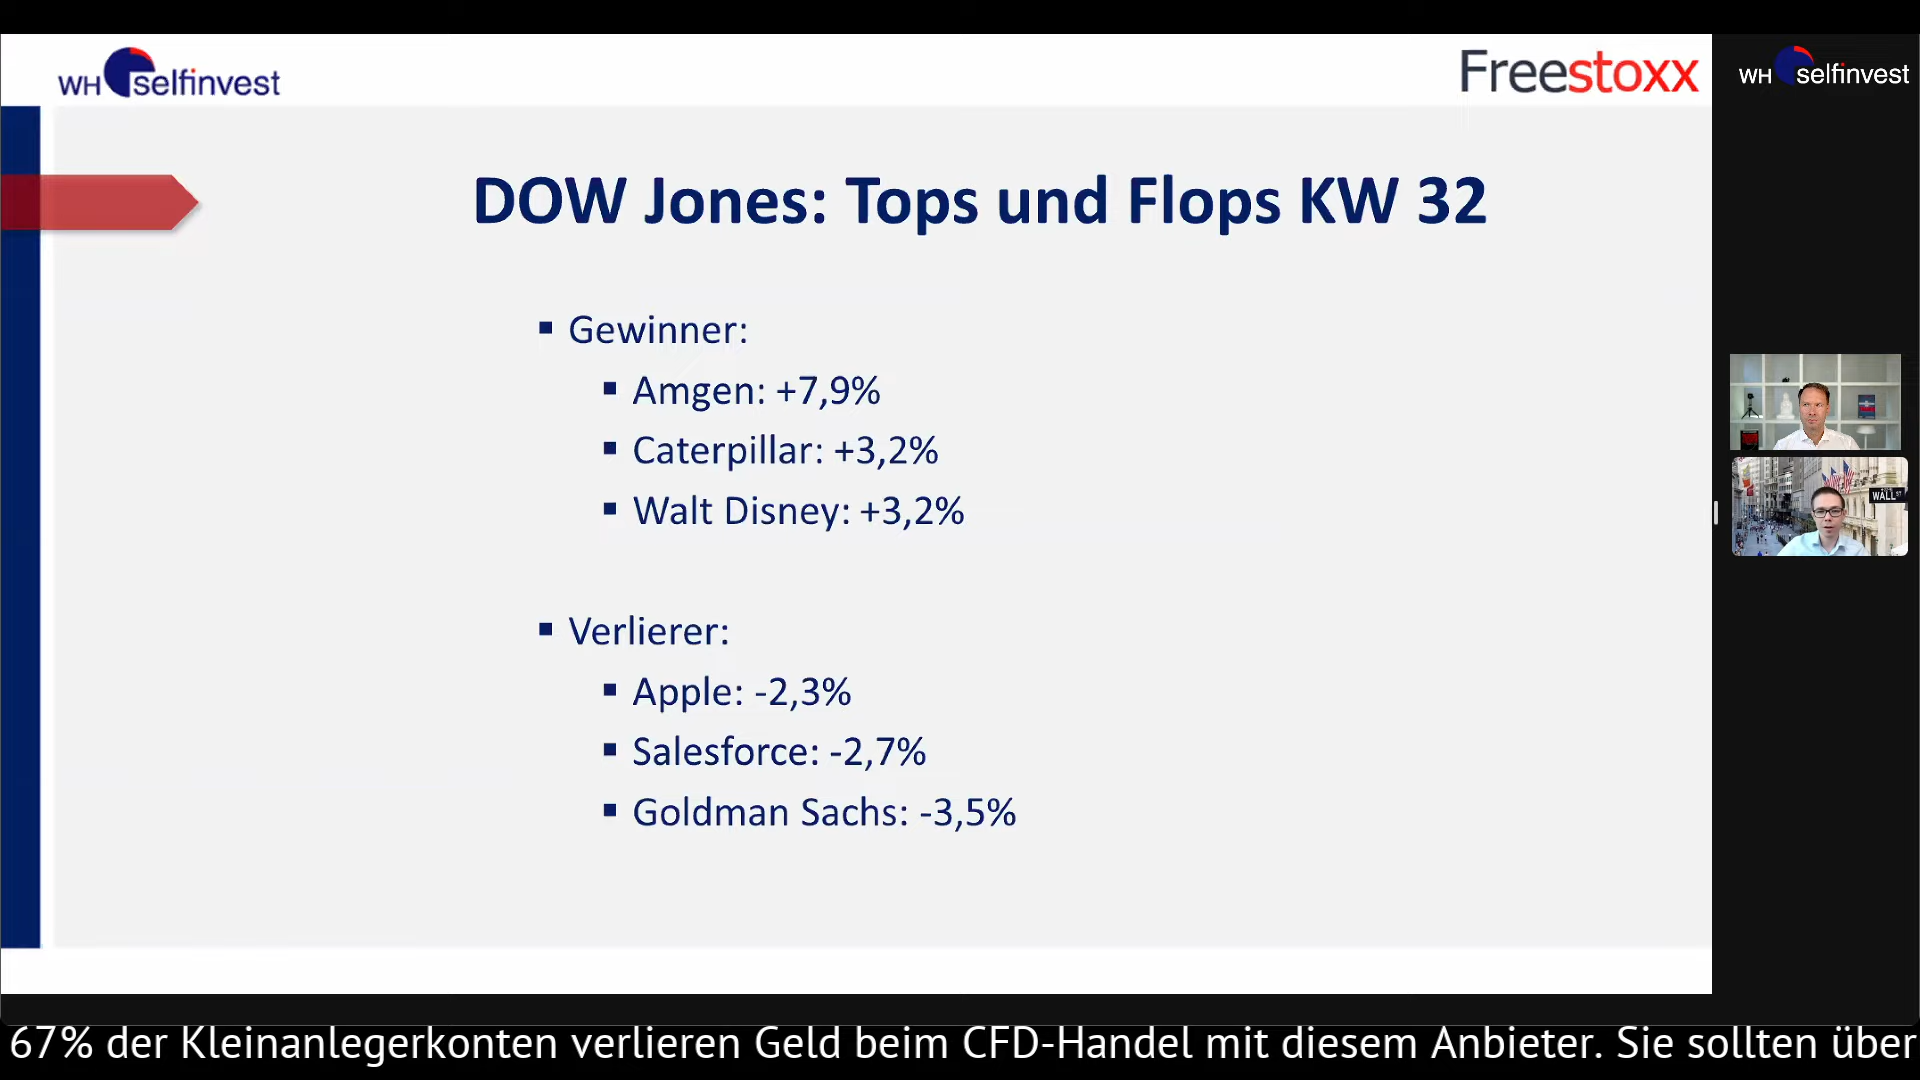 WH selfinvest
Freestoxx
WH selfinvest
DOW Jones: Tops und Flops KW 32
Gewinner:
Amgen: +7,9%
Caterpillar: +3,2%
Walt Disney: +3,2%
Verlierer:
Apple: -2,3%
Salesforce: -2,7%
Goldman Sachs: -3,5%
WALL ST
67% der Kleinanlegerkonten verlieren Geld beim CFD-Handel mit diesem Anbieter. Sie sollten über